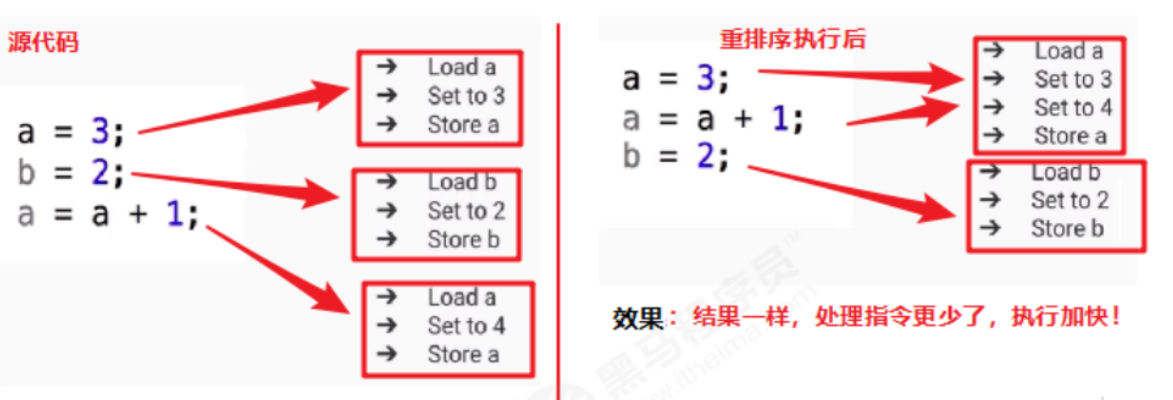 源代码
a = 3;
b = 2;
a = a + 1;
➔ Load a
➔ Set to 3
➔ Store a
➔ Load b
➔ Set to 2
➔ Store b
➔ Load a
➔ Set to 4
➔ Store a
重排序执行后
a = 3;
a = a + 1;
b = 2;
➔ Load a
➔ Set to 3
➔ Set to 4
➔ Store a
➔ Load b
➔ Set to 2
➔ Store b
效果：结果一样，处理指令更少了，执行加快！
黑马程序员™
www.itheima.com